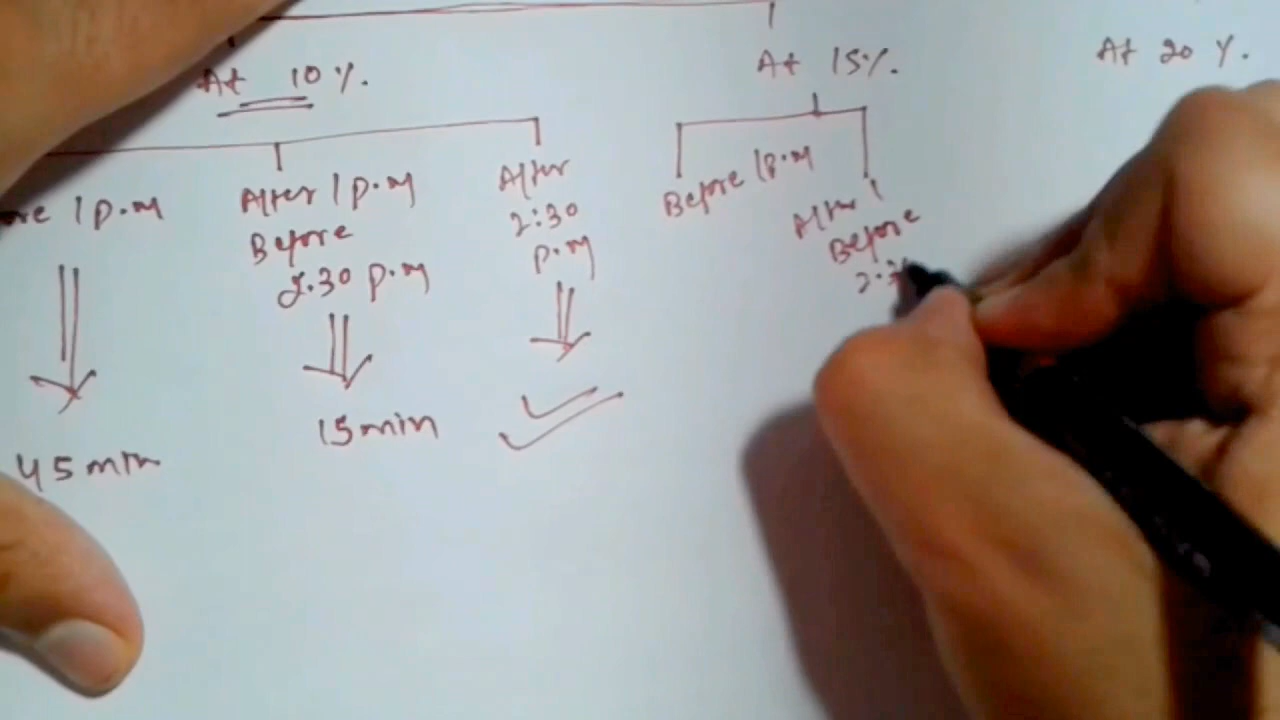 At 10%.
At 15%.
At 20 %.
re 1 p.m
After 1 p.m
Before
2.30 p.m
After
2:30
p.m
Before 1 p.m
After 1
Before
45 min
15 min